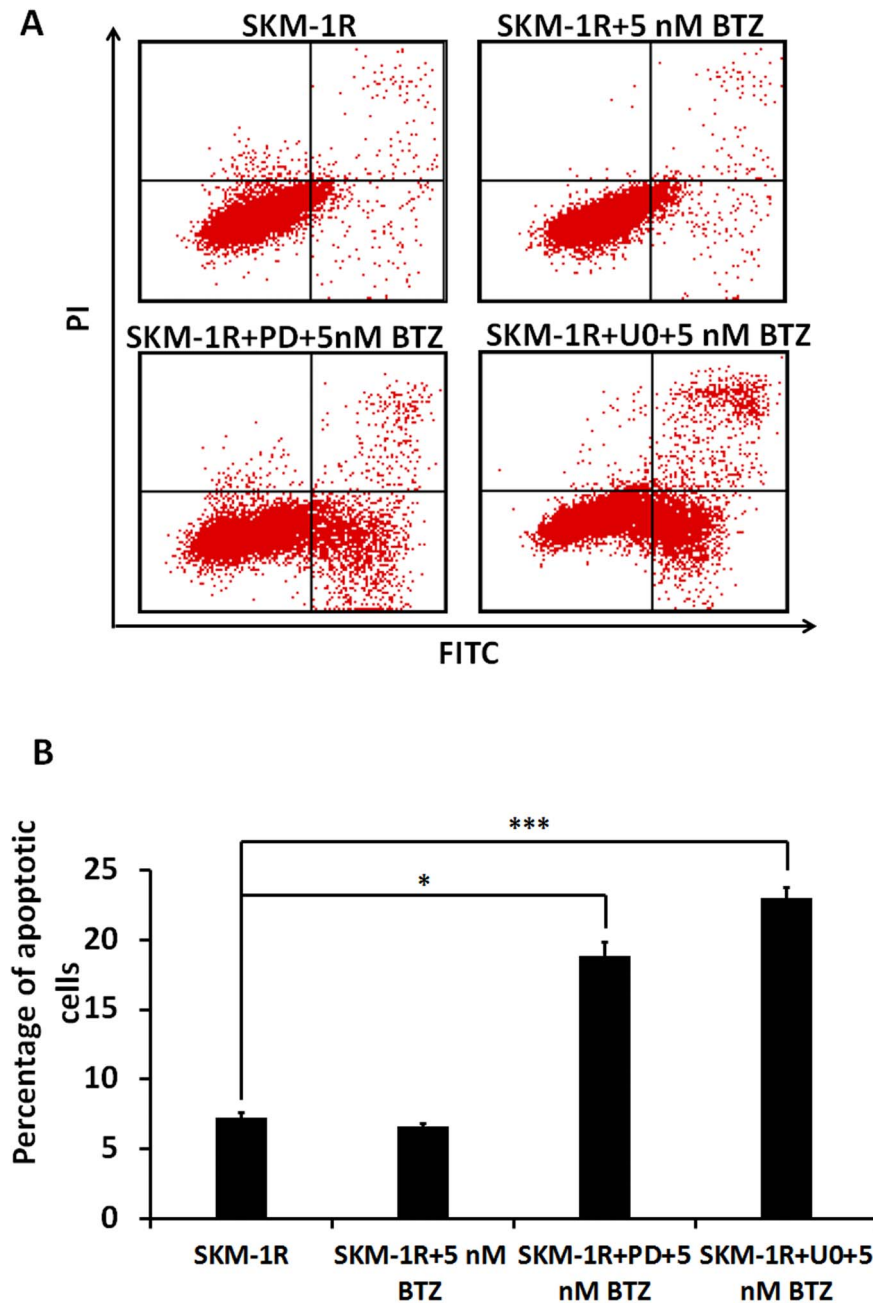 A
SKM-1R
SKM-1R+5 nM BTZ
PI
SKM-1R+PD+5nM BTZ
SKM-1R+U0+5 nM BTZ
FITC
B
***
*
Percentage of apoptotic
cells
25
20
15
10
5
0
SKM-1R
SKM-1R+5 nM
BTZ
SKM-1R+PD+5
nM BTZ
SKM-1R+U0+5
nM BTZ